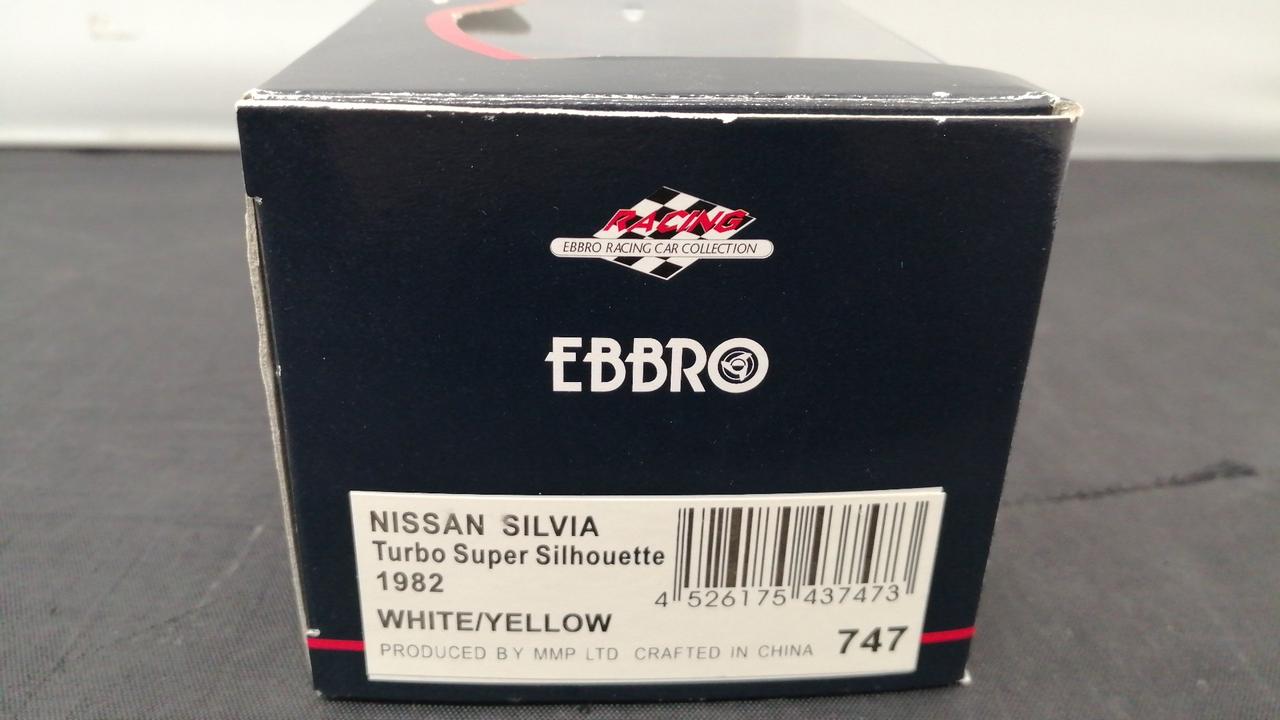 RACING
EBBRO RACING CAR COLLECTION
EBBRO
NISSAN SILVIA
Turbo Super Silhouette
1982
4 526175 437473
WHITE/YELLOW
747
PRODUCED BY MMP LTD CRAFTED IN CHINA